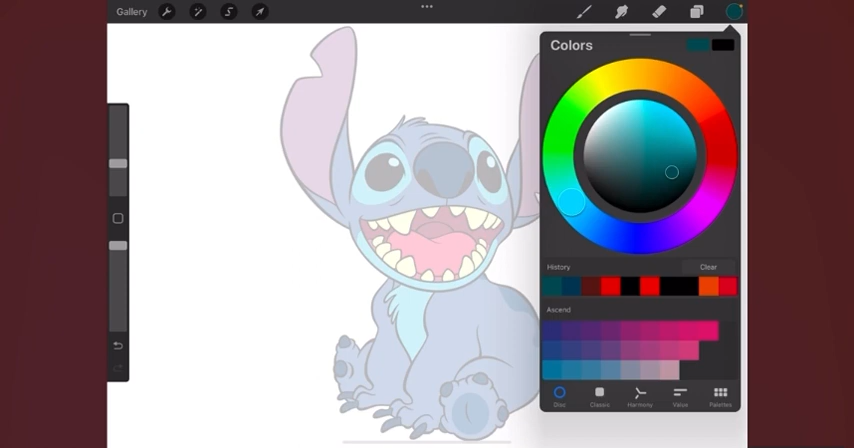 Gallery
Colors
History
Clear
Ascend
Disc
Classic
Harmony
Value
Palettes